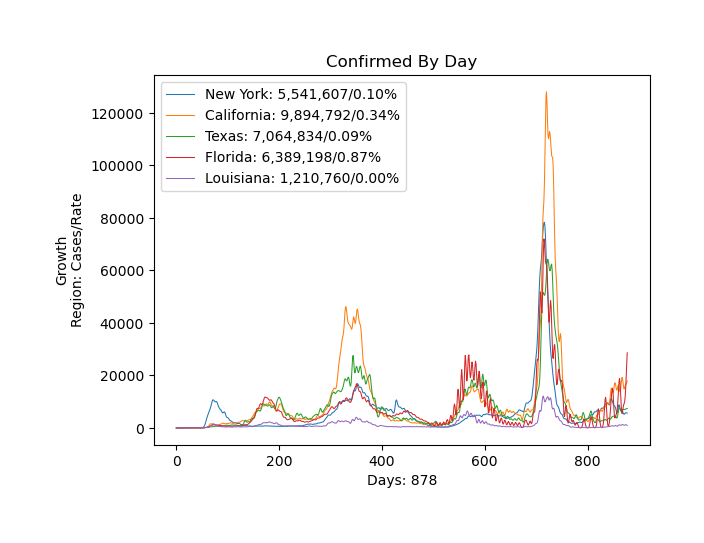 Confirmed By Day
New York: 5,541,607/0.10%
California: 9,894,792/0.34%
Texas: 7,064,834/0.09%
Florida: 6,389,198/0.87%
Louisiana: 1,210,760/0.00%
120000
100000
80000
60000
40000
20000
0
Growth
Region: Cases/Rate
0 200 400 600 800
Days: 878